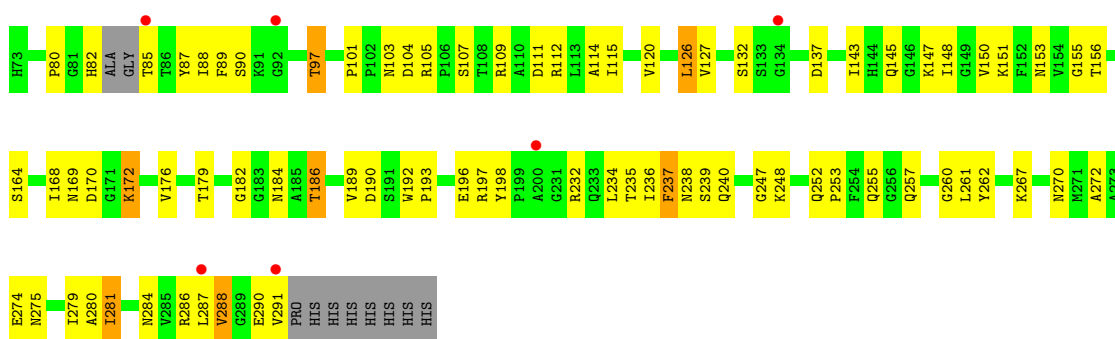 H73 P80 G81 H82 ALA GLY T85 T86 Y87 I88 F89 S90 K91 G92 T97 P101 P102 N103 D104 R105 P106 S107 T108 R109 A110 D111 R112 L113 A114 I115 V120 L126 V127 S132 S133 G134 D137 I143 H144 Q145 G146 K147 I148 G149 V150 K151 F152 N153 V154 G155 T156
S164 I168 N169 D170 G171 K172 V176 T179 G182 G183 N184 A185 T186 V189 D190 S191 W192 P193 E196 R197 Y198 P199 A200 G231 R232 Q233 L234 T235 I236 F237 N238 S239 Q240 G247 K248 Q252 P253 F254 Q255 G256 Q257 G260 L261 Y262 K267 N270 M271 A272 A273
E274 N275 I279 A280 I281 N284 V285 R286 L287 V288 G289 E290 V291 PRO HIS HIS HIS HIS HIS HIS